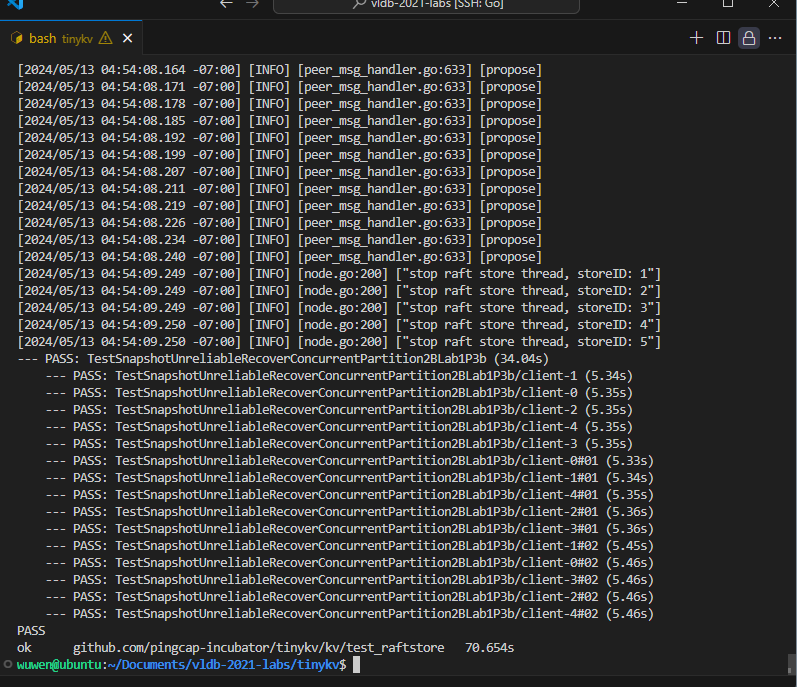 vldb-2021-labs [SSH: Go]
bash tinykv
[2024/05/13 04:54:08.164 -07:00] [INFO] [peer_msg_handler.go:633] [propose]
[2024/05/13 04:54:08.171 -07:00] [INFO] [peer_msg_handler.go:633] [propose]
[2024/05/13 04:54:08.178 -07:00] [INFO] [peer_msg_handler.go:633] [propose]
[2024/05/13 04:54:08.185 -07:00] [INFO] [peer_msg_handler.go:633] [propose]
[2024/05/13 04:54:08.192 -07:00] [INFO] [peer_msg_handler.go:633] [propose]
[2024/05/13 04:54:08.199 -07:00] [INFO] [peer_msg_handler.go:633] [propose]
[2024/05/13 04:54:08.207 -07:00] [INFO] [peer_msg_handler.go:633] [propose]
[2024/05/13 04:54:08.211 -07:00] [INFO] [peer_msg_handler.go:633] [propose]
[2024/05/13 04:54:08.219 -07:00] [INFO] [peer_msg_handler.go:633] [propose]
[2024/05/13 04:54:08.226 -07:00] [INFO] [peer_msg_handler.go:633] [propose]
[2024/05/13 04:54:08.234 -07:00] [INFO] [peer_msg_handler.go:633] [propose]
[2024/05/13 04:54:08.240 -07:00] [INFO] [peer_msg_handler.go:633] [propose]
[2024/05/13 04:54:09.249 -07:00] [INFO] [node.go:200] ["stop raft store thread, storeID: 1"]
[2024/05/13 04:54:09.249 -07:00] [INFO] [node.go:200] ["stop raft store thread, storeID: 2"]
[2024/05/13 04:54:09.249 -07:00] [INFO] [node.go:200] ["stop raft store thread, storeID: 3"]
[2024/05/13 04:54:09.250 -07:00] [INFO] [node.go:200] ["stop raft store thread, storeID: 4"]
[2024/05/13 04:54:09.250 -07:00] [INFO] [node.go:200] ["stop raft store thread, storeID: 5"]
--- PASS: TestSnapshotUnreliableRecoverConcurrentPartition2BLab1P3b (34.04s)
    --- PASS: TestSnapshotUnreliableRecoverConcurrentPartition2BLab1P3b/client-1 (5.34s)
    --- PASS: TestSnapshotUnreliableRecoverConcurrentPartition2BLab1P3b/client-0 (5.35s)
    --- PASS: TestSnapshotUnreliableRecoverConcurrentPartition2BLab1P3b/client-2 (5.35s)
    --- PASS: TestSnapshotUnreliableRecoverConcurrentPartition2BLab1P3b/client-4 (5.35s)
    --- PASS: TestSnapshotUnreliableRecoverConcurrentPartition2BLab1P3b/client-3 (5.35s)
    --- PASS: TestSnapshotUnreliableRecoverConcurrentPartition2BLab1P3b/client-0#01 (5.33s)
    --- PASS: TestSnapshotUnreliableRecoverConcurrentPartition2BLab1P3b/client-1#01 (5.34s)
    --- PASS: TestSnapshotUnreliableRecoverConcurrentPartition2BLab1P3b/client-4#01 (5.35s)
    --- PASS: TestSnapshotUnreliableRecoverConcurrentPartition2BLab1P3b/client-2#01 (5.36s)
    --- PASS: TestSnapshotUnreliableRecoverConcurrentPartition2BLab1P3b/client-3#01 (5.36s)
    --- PASS: TestSnapshotUnreliableRecoverConcurrentPartition2BLab1P3b/client-1#02 (5.45s)
    --- PASS: TestSnapshotUnreliableRecoverConcurrentPartition2BLab1P3b/client-0#02 (5.46s)
    --- PASS: TestSnapshotUnreliableRecoverConcurrentPartition2BLab1P3b/client-3#02 (5.46s)
    --- PASS: TestSnapshotUnreliableRecoverConcurrentPartition2BLab1P3b/client-2#02 (5.46s)
    --- PASS: TestSnapshotUnreliableRecoverConcurrentPartition2BLab1P3b/client-4#02 (5.46s)
PASS
ok      github.com/pingcap-incubator/tinykv/kv/test_raftstore   70.654s
wuwen@ubuntu:~/Documents/vldb-2021-labs/tinykv$